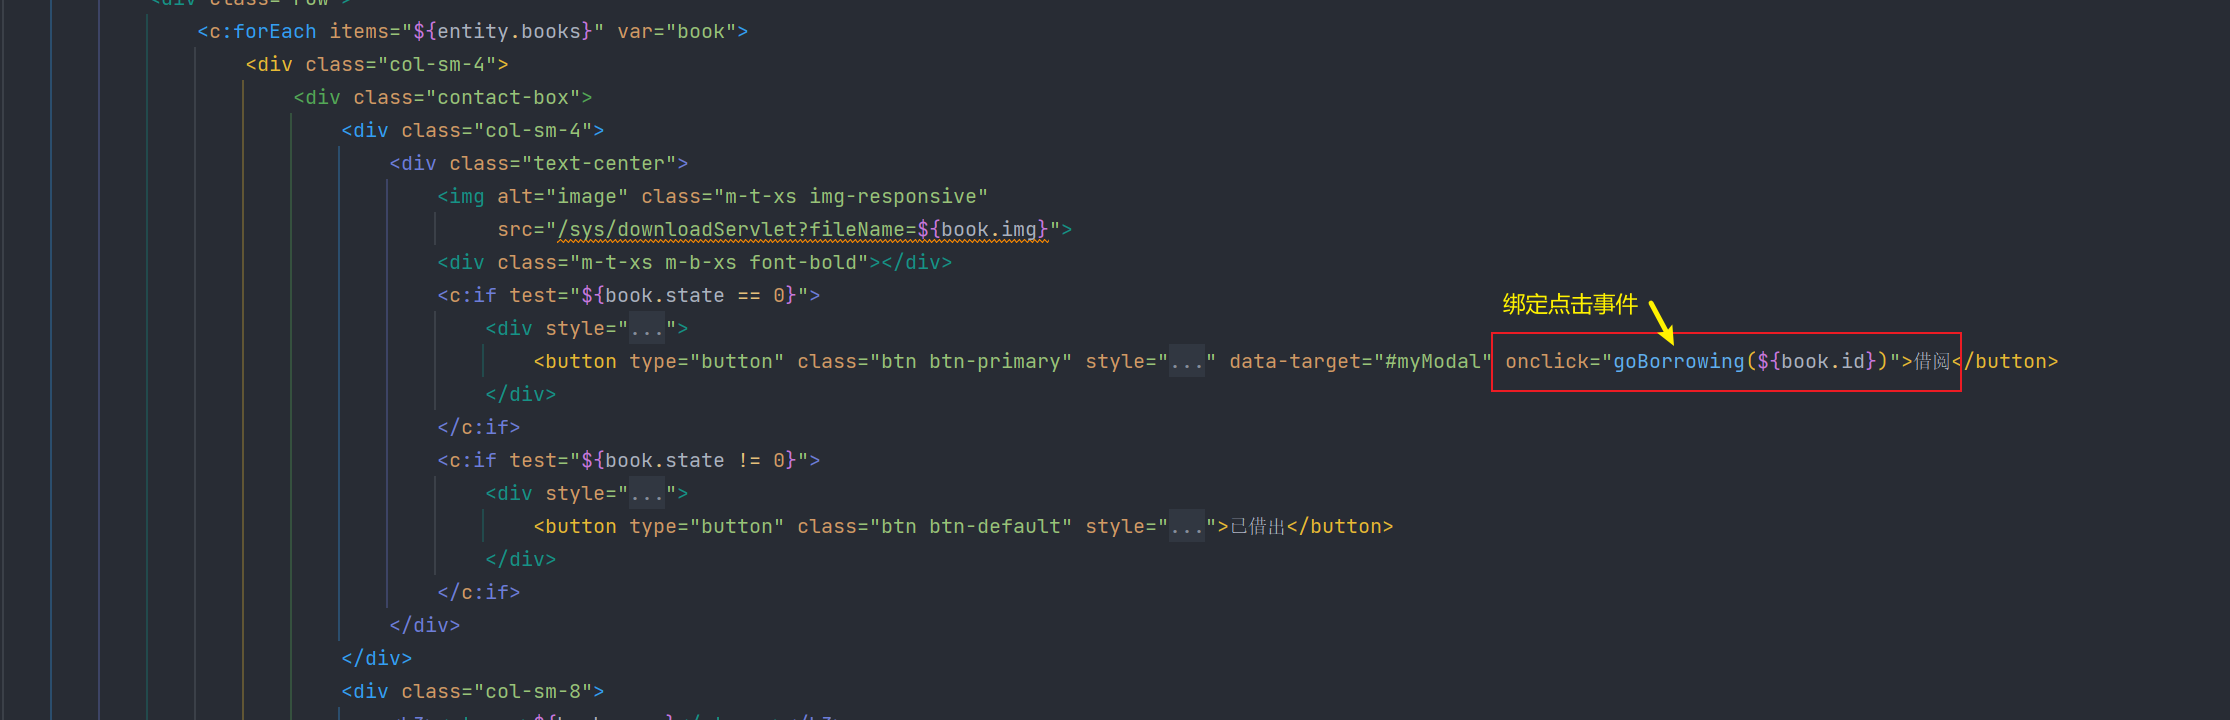 <div class="row">
<c:forEach items="${entity.books}" var="book">
<div class="col-sm-4">
<div class="contact-box">
<div class="col-sm-4">
<div class="text-center">
<img alt="image" class="m-t-xs img-responsive"
src="/sys/downloadServlet?fileName=${book.img}">
<div class="m-t-xs m-b-xs font-bold"></div>
<c:if test="${book.state == 0}">
绑定点击事件
<div style="...">
<button type="button" class="btn btn-primary" style="..." data-target="#myModal" onclick="goBorrowing(${book.id})">借阅</button>
</div>
</c:if>
<c:if test="${book.state != 0}">
<div style="...">
<button type="button" class="btn btn-default" style="...">已借出</button>
</div>
</c:if>
</div>
</div>
<div class="col-sm-8">